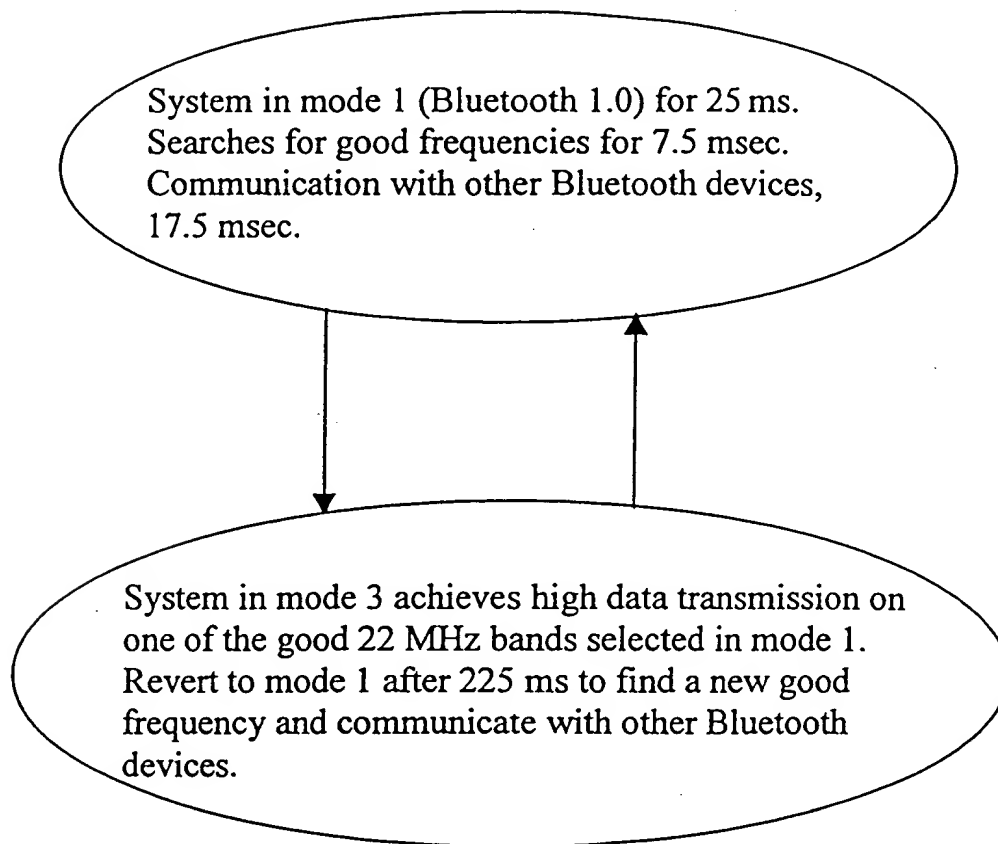 System in mode 1 (Bluetooth 1.0) for 25 ms.
Searches for good frequencies for 7.5 msec.
Communication with other Bluetooth devices,
17.5 msec.
System in mode 3 achieves high data transmission on
one of the good 22 MHz bands selected in mode 1.
Revert to mode 1 after 225 ms to find a new good
frequency and communicate with other Bluetooth
devices.